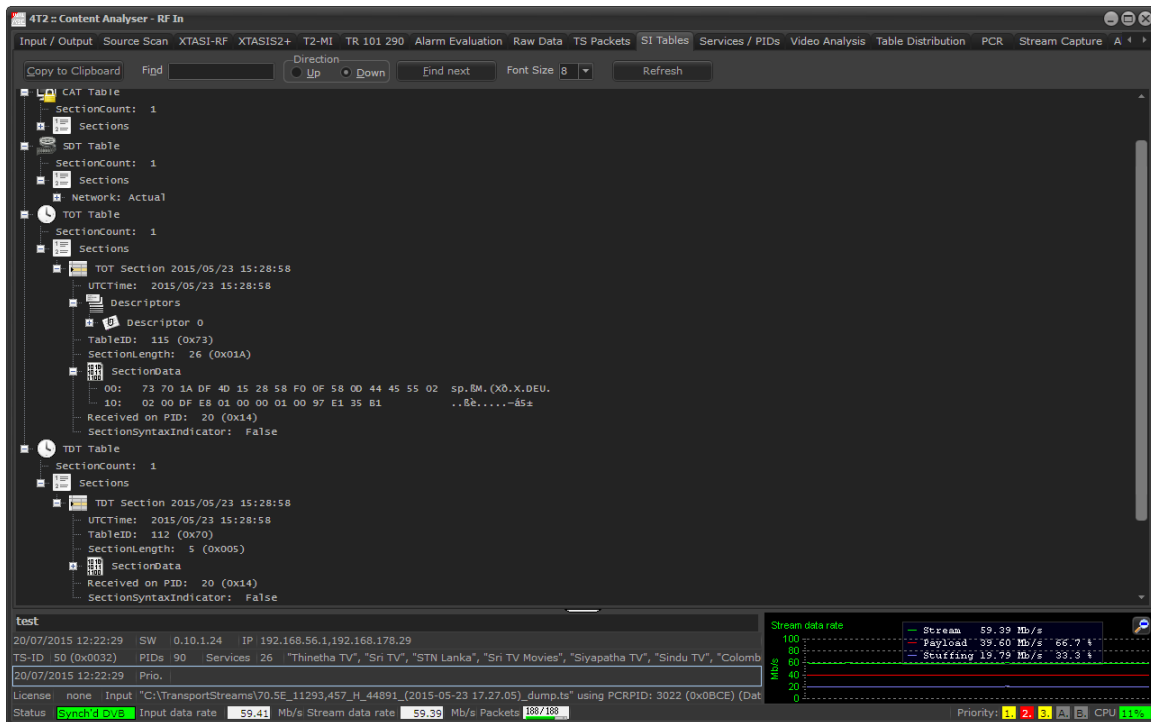 4T2 :: Content Analyser - RF In
Input / Output Source Scan XTASI-RF XTASIS2+ T2-MI TR 101 290 Alarm Evaluation Raw Data TS Packets SI Tables Services / PIDs Video Analysis Table Distribution PCR Stream Capture A
Copy to Clipboard Find Direction Up Down Find next Font Size 8 Refresh
CAT Table
SectionCount: 1
Sections
SDT Table
SectionCount: 1
Sections
Network: Actual
TOT Table
SectionCount: 1
Sections
TOT Section 2015/05/23 15:28:58
UTCTime: 2015/05/23 15:28:58
Descriptors
Descriptor 0
TableID: 115 (0x73)
SectionLength: 26 (0x01A)
SectionData
00: 73 70 1A DF 4D 15 28 58 F0 0F 58 0D 44 45 55 02 sp.ßM.(Xð.X.DEU.
10: 02 00 DF E8 01 00 00 01 00 97 E1 35 B1 ..ßè.....—á5±
Received on PID: 20 (0x14)
SectionSyntaxIndicator: False
TDT Table
SectionCount: 1
Sections
TDT Section 2015/05/23 15:28:58
UTCTime: 2015/05/23 15:28:58
TableID: 112 (0x70)
SectionLength: 5 (0x005)
SectionData
Received on PID: 20 (0x14)
SectionSyntaxIndicator: False
test
20/07/2015 12:22:29 SW 0.10.1.24 IP 192.168.56.1,192.168.178.29
TS-ID 50 (0x0032) PIDs 90 Services 26 "Thinetha TV", "Sri TV", "STN Lanka", "Sri TV Movies", "Siyapatha TV", "Sindu TV", "Colomb
20/07/2015 12:22:29 Prio.
License none Input "C:\TransportStreams\70.5E_11293,457_H_44891_(2015-05-23 17.27.05)_dump.ts" using PCRPID: 3022 (0x0BCE) (Dat
Status Synch'd DVB Input data rate 59.41 Mb/s Stream data rate 59.39 Mb/s Packets 188/188
Stream data rate
Mb/s
100
80
60
40
20
0
Stream 59.39 Mb/s
Payload 39.60 Mb/s 66.7 %
Stuffing 19.79 Mb/s 33.3 %
Priority: 1. 2. 3. A. B. CPU 11%